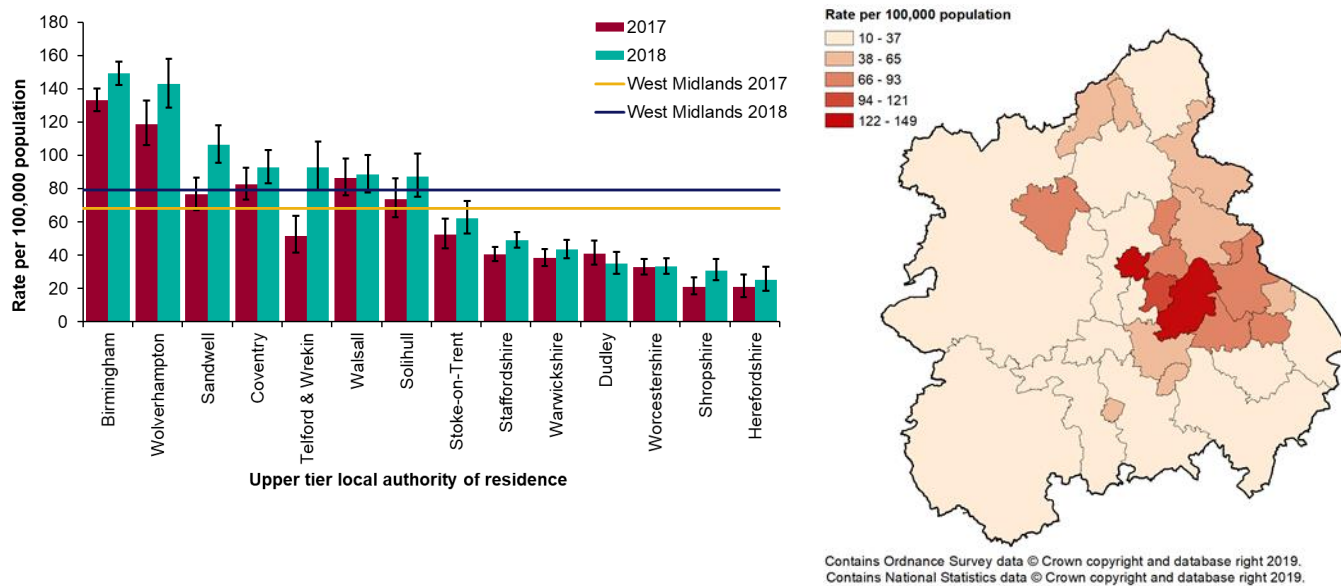 180
160
140
120
100
80
60
40
20
0
Rate per 100,000 population
2017
2018
West Midlands 2017
West Midlands 2018
Birmingham
Wolverhampton
Sandwell
Coventry
Telford & Wrekin
Walsall
Solihull
Stoke-on-Trent
Staffordshire
Warwickshire
Dudley
Worcestershire
Shropshire
Herefordshire
Upper tier local authority of residence
Rate per 100,000 population
10 - 37
38 - 65
66 - 93
94 - 121
122 - 149
Contains Ordnance Survey data © Crown copyright and database right 2019.
Contains National Statistics data © Crown copyright and database right 2019.